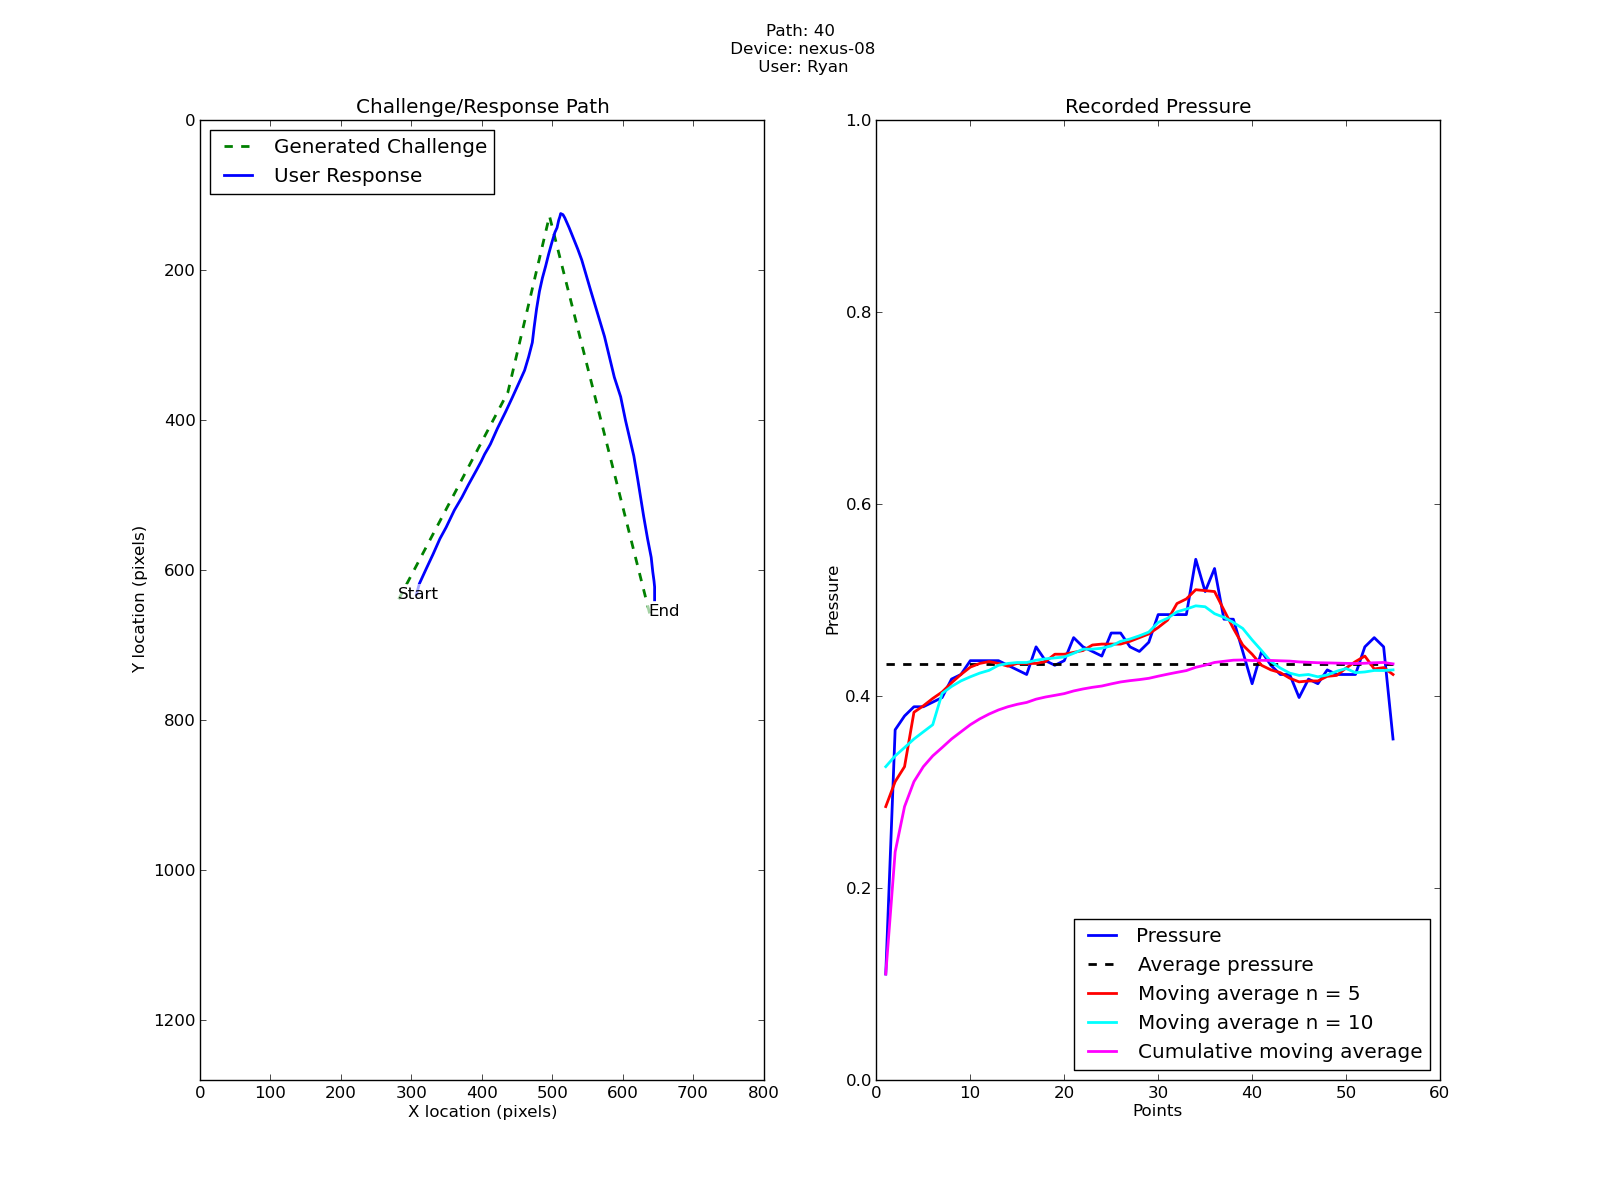 Path: 40
Device: nexus-08
User: Ryan
Challenge/Response Path
Generated Challenge
User Response
0
200
400
600
800
1000
1200
Y location (pixels)
Start
End
0 100 200 300 400 500 600 700 800
X location (pixels)
Recorded Pressure
1.0
0.8
0.6
0.4
0.2
0.0
Pressure
Pressure
Average pressure
Moving average n = 5
Moving average n = 10
Cumulative moving average
0 10 20 30 40 50 60
Points